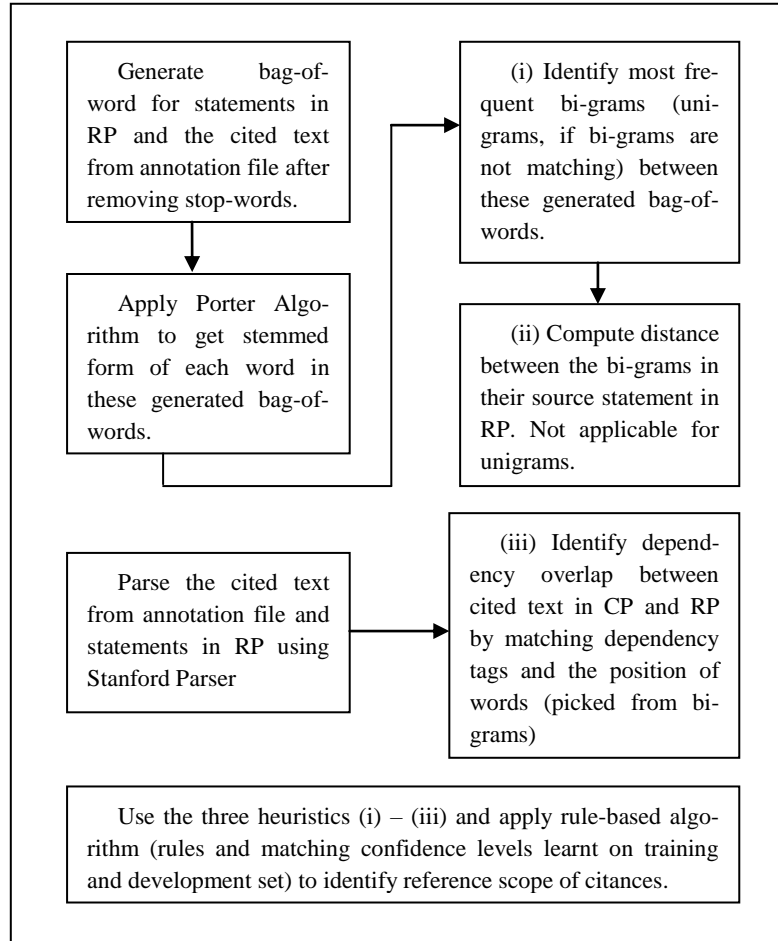 Generate bag-of-
word for statements in
RP and the cited text
from annotation file after
removing stop-words.
Apply Porter Algo-
rithm to get stemmed
form of each word in
these generated bag-of-
words.
(i) Identify most fre-
quent bi-grams (uni-
grams, if bi-grams are
not matching) between
these generated bag-of-
words.
(ii) Compute distance
between the bi-grams in
their source statement in
RP. Not applicable for
unigrams.
Parse the cited text
from annotation file and
statements in RP using
Stanford Parser
(iii) Identify depend-
ency overlap between
cited text in CP and RP
by matching dependency
tags and the position of
words (picked from bi-
grams)
Use the three heuristics (i) – (iii) and apply rule-based algo-
rithm (rules and matching confidence levels learnt on training
and development set) to identify reference scope of citances.